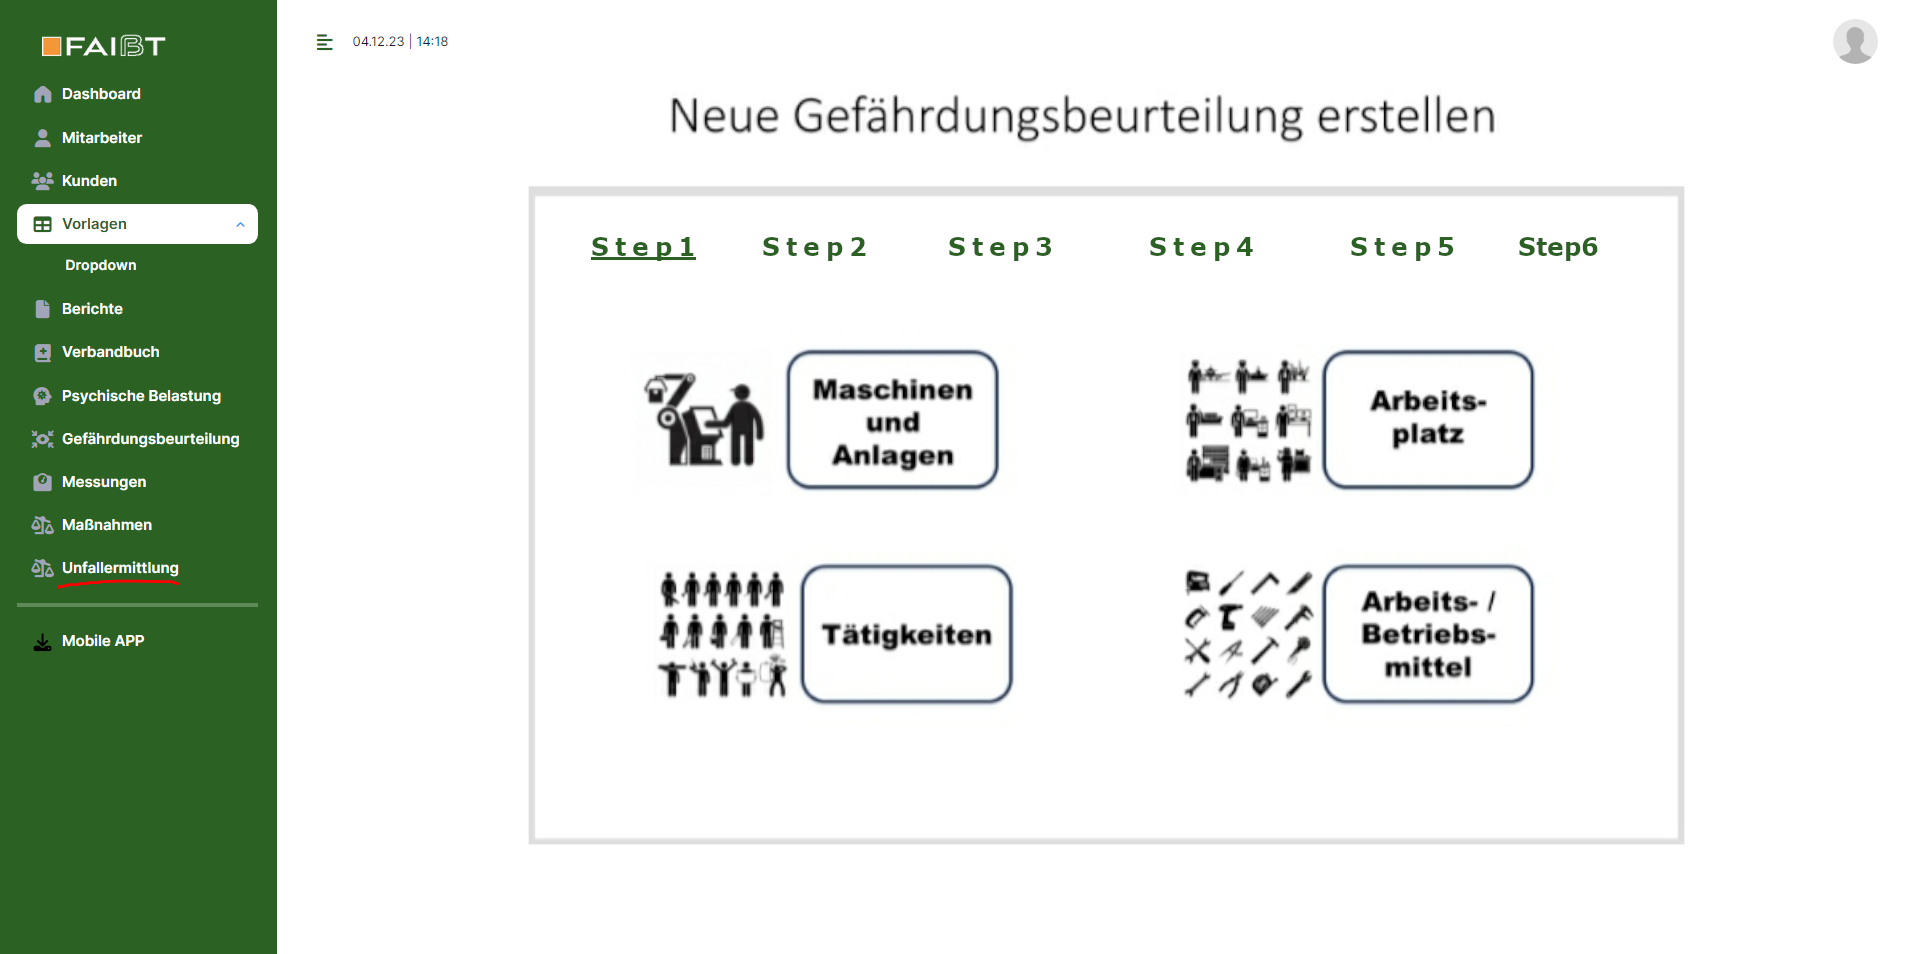 FAIBT
Dashboard
Mitarbeiter
Kunden
Vorlagen
Dropdown
Berichte
Verbandbuch
Psychische Belastung
Gefährdungsbeurteilung
Messungen
Maßnahmen
Unfallermittlung
Mobile APP
04.12.23 | 14:18
Neue Gefährdungsbeurteilung erstellen
Step1 Step2 Step3 Step4 Step5 Step6
Maschinen
und
Anlagen
Arbeits-
platz
Tätigkeiten
Arbeits- /
Betriebs-
mittel